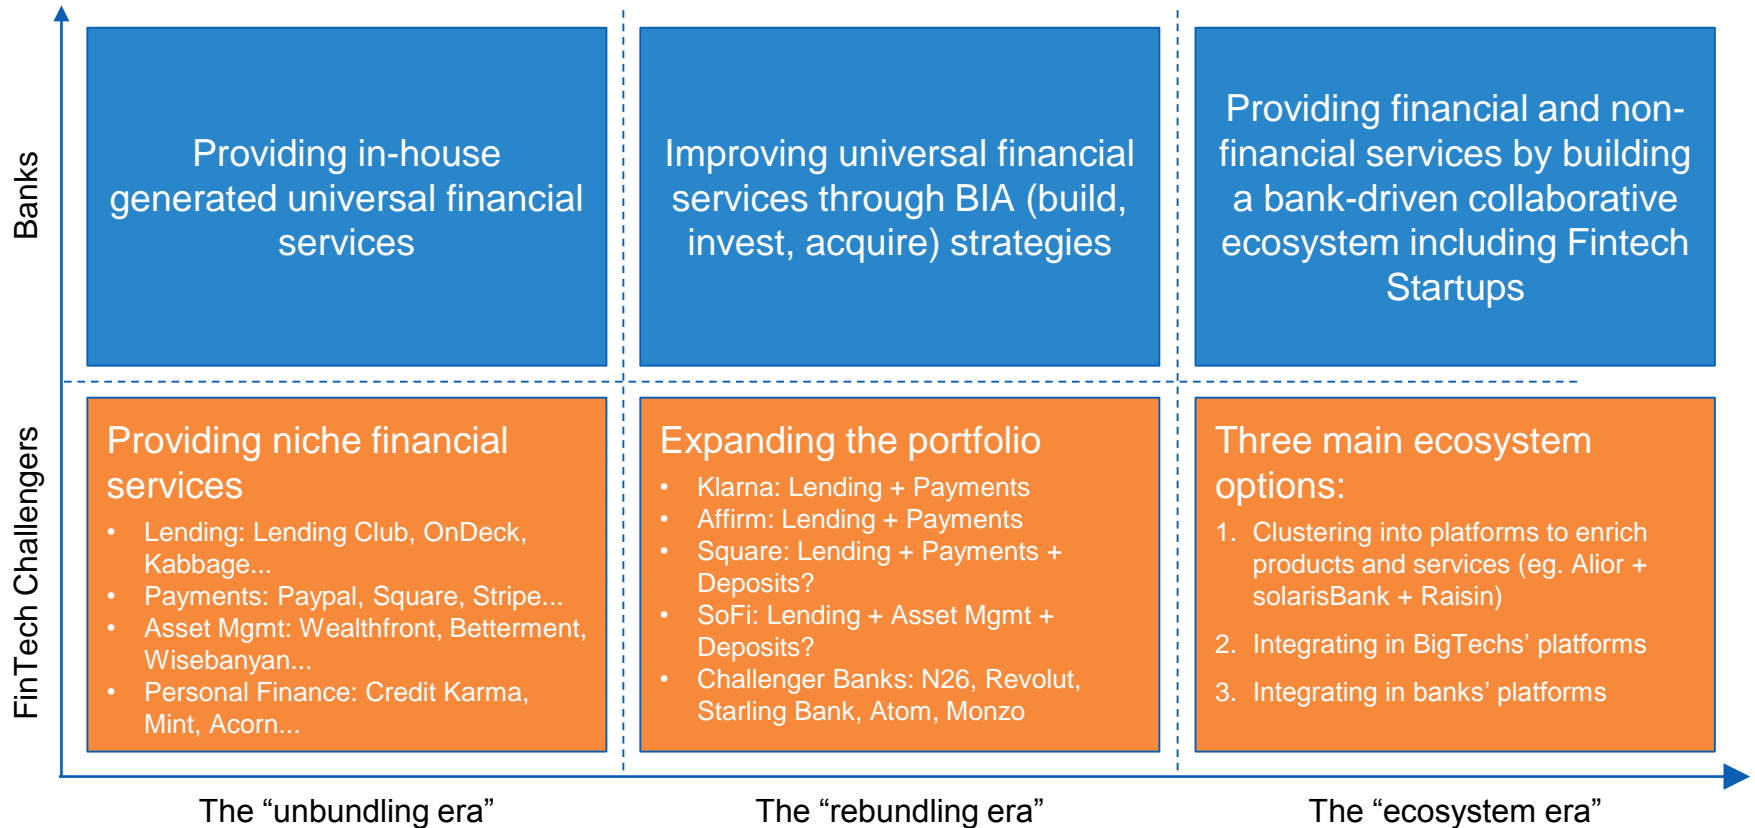 Banks
Providing in-house
generated universal financial
services
Improving universal financial
services through BIA (build,
invest, acquire) strategies
Providing financial and non-
financial services by building
a bank-driven collaborative
ecosystem including Fintech
Startups
FinTech Challengers
Providing niche financial
services
• Lending: Lending Club, OnDeck,
Kabbage...
• Payments: Paypal, Square, Stripe...
• Asset Mgmt: Wealthfront, Betterment,
Wisebanyan...
• Personal Finance: Credit Karma,
Mint, Acorn...
Expanding the portfolio
• Klarna: Lending + Payments
• Affirm: Lending + Payments
• Square: Lending + Payments +
Deposits?
• SoFi: Lending + Asset Mgmt +
Deposits?
• Challenger Banks: N26, Revolut,
Starling Bank, Atom, Monzo
Three main ecosystem
options:
1. Clustering into platforms to enrich
products and services (eg. Alior +
solarisBank + Raisin)
2. Integrating in BigTechs’ platforms
3. Integrating in banks’ platforms
The “unbundling era”
The “rebundling era”
The “ecosystem era”